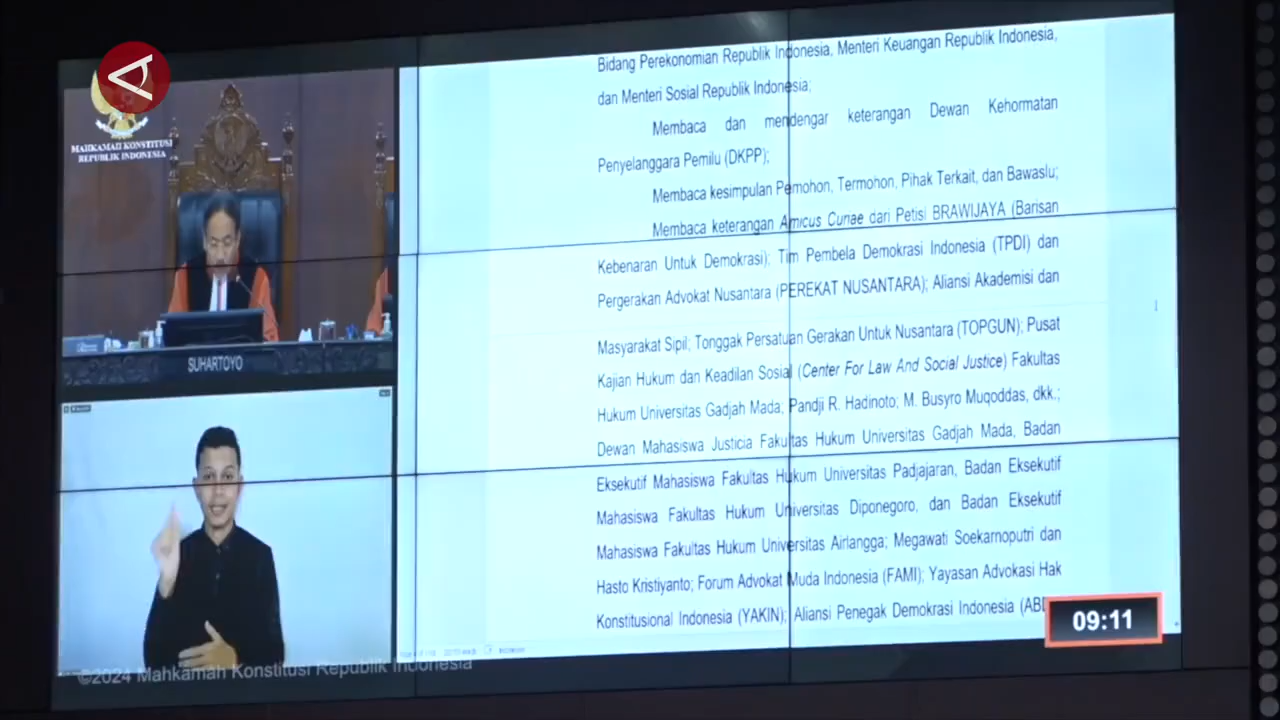 MAHKAMAH KONSTITUSI
REPUBLIK INDONESIA
SUHARTOYO
Bidang Perekonomian Republik Indonesia, Menteri Keuangan Republik Indonesia,
dan Menteri Sosial Republik Indonesia;
Membaca dan mendengar keterangan Dewan Kehormatan
Penyelanggara Pemilu (DKPP);
Membaca kesimpulan Pemohon, Termohon, Pihak Terkait, dan Bawaslu;
Membaca keterangan Amicus Curiae dari Petisi BRAWIJAYA (Barisan
Kebenaran Untuk Demokrasi); Tim Pembela Demokrasi Indonesia (TPDI) dan
Pergerakan Advokat Nusantara (PEREKAT NUSANTARA); Aliansi Akademisi dan
Masyarakat Sipil; Tonggak Persatuan Gerakan Untuk Nusantara (TOPGUN); Pusat
Kajian Hukum dan Keadilan Sosial (Center For Law And Social Justice) Fakultas
Hukum Universitas Gadjah Mada; Pandji R. Hadinoto; M. Busyro Muqoddas, dkk.;
Dewan Mahasiswa Justicia Fakultas Hukum Universitas Gadjah Mada, Badan
Eksekutif Mahasiswa Fakultas Hukum Universitas Padjajaran, Badan Eksekutif
Mahasiswa Fakultas Hukum Universitas Diponegoro, dan Badan Eksekutif
Mahasiswa Fakultas Hukum Universitas Airlangga; Megawati Soekarnoputri dan
Hasto Kristiyanto; Forum Advokat Muda Indonesia (FAMI); Yayasan Advokasi Hak
Konstitusional Indonesia (YAKIN); Aliansi Penegak Demokrasi Indonesia
09:11
©2024 Mahkamah Konstitusi Republik Indonesia